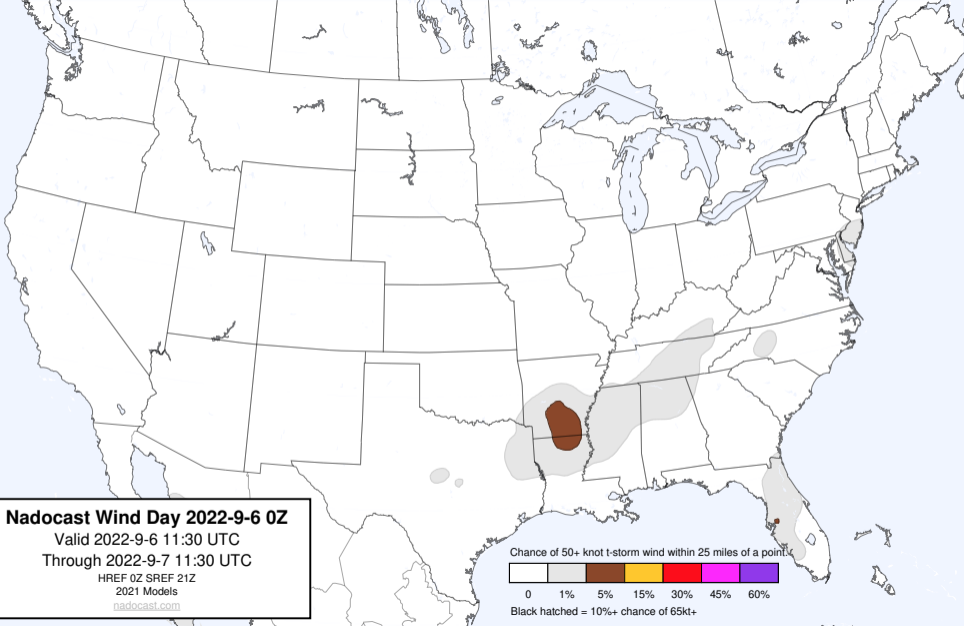 Nadocast Wind Day 2022-9-6 0Z
Valid 2022-9-6 11:30 UTC
Through 2022-9-7 11:30 UTC
HREF 0Z SREF 21Z
2021 Models
nadocast.com
Chance of 50+ knot t-storm wind within 25 miles of a point.
0 1% 5% 15% 30% 45% 60%
Black hatched = 10%+ chance of 65kt+